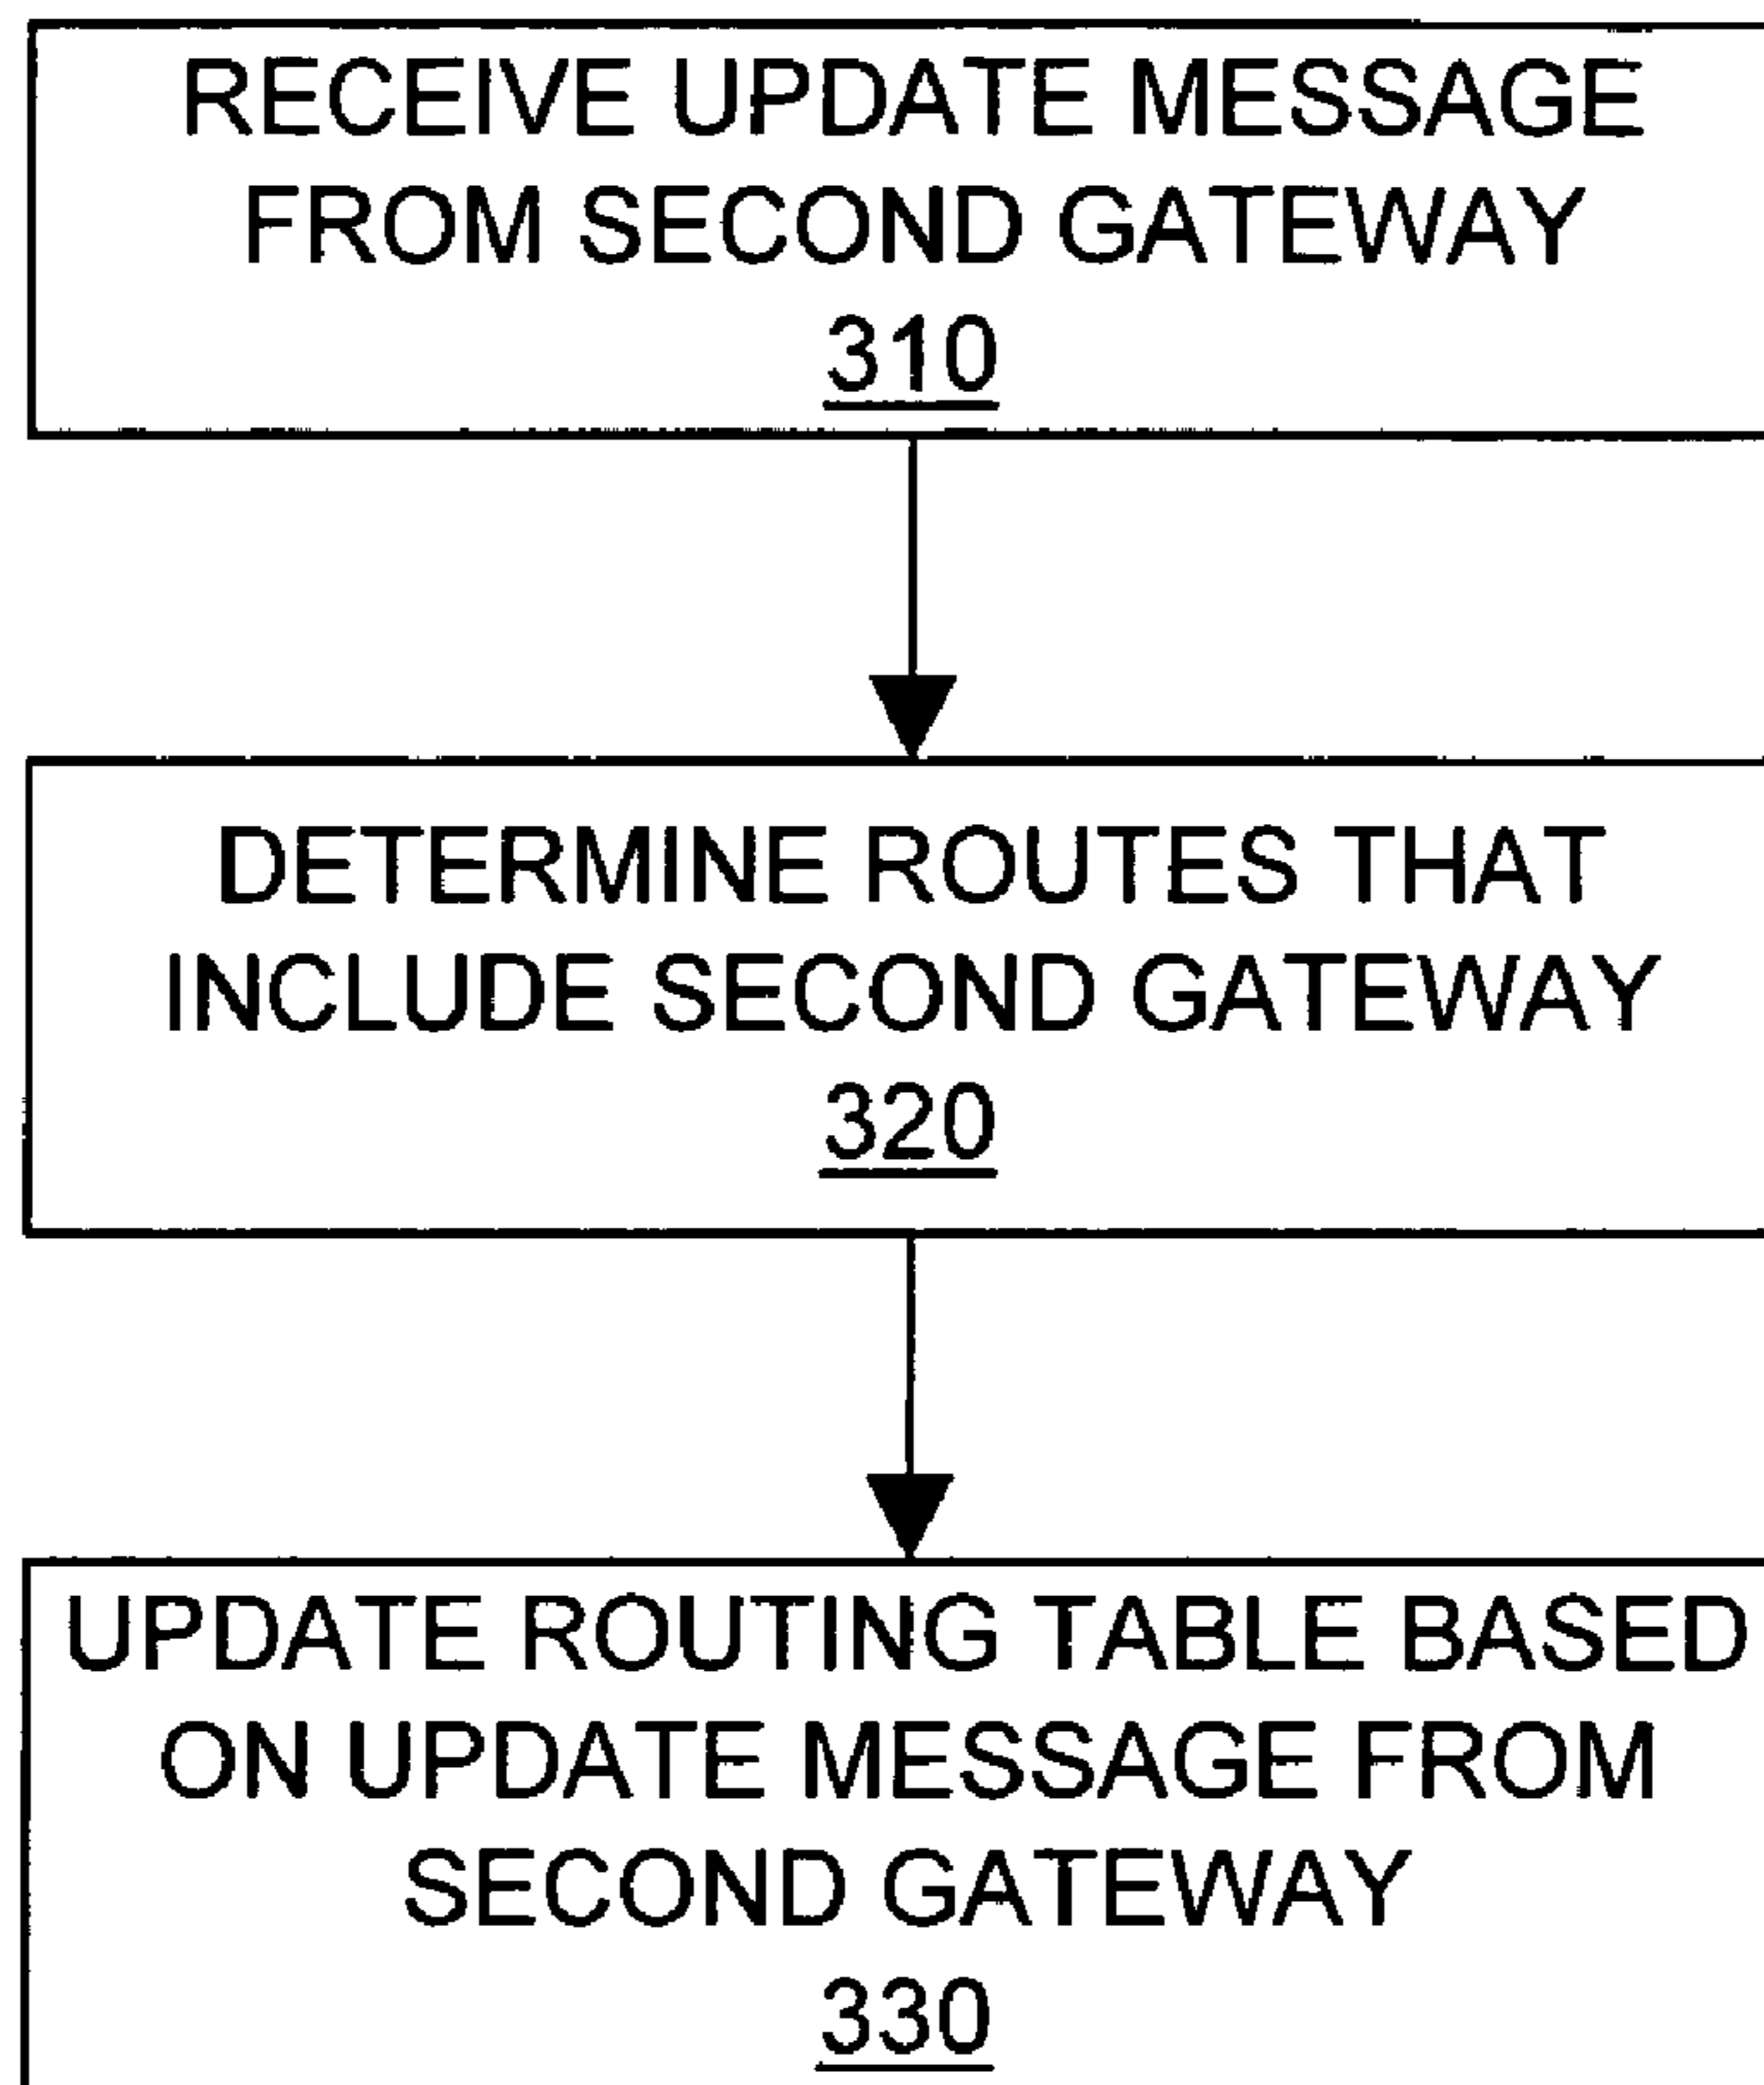 RECEIVE UPDATE MESSAGE
FROM SECOND GATEWAY
310
DETERMINE ROUTES THAT
INCLUDE SECOND GATEWAY
320
UPDATE ROUTING TABLE BASED
ON UPDATE MESSAGE FROM
SECOND GATEWAY
330